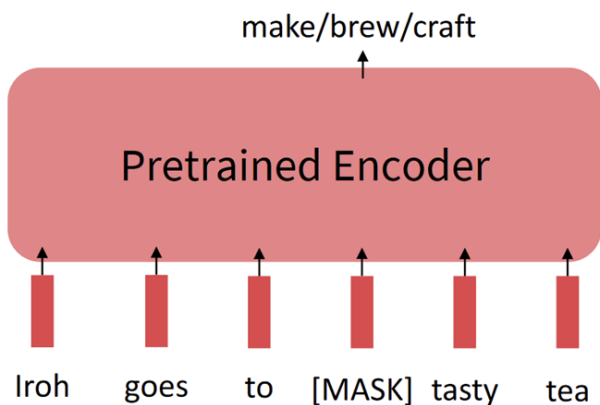 make/brew/craft
Pretrained Encoder
Iroh goes to [MASK] tasty tea